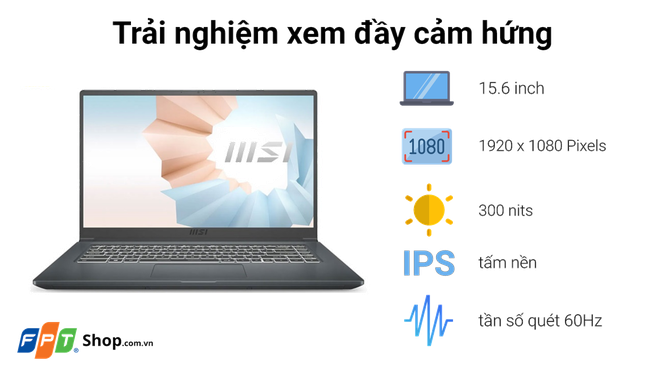 Trải nghiệm xem đầy cảm hứng
15.6 inch
1080
1920 x 1080 Pixels
300 nits
IPS
tấm nền
tần số quét 60Hz
msi
msi
FPT Shop.com.vn